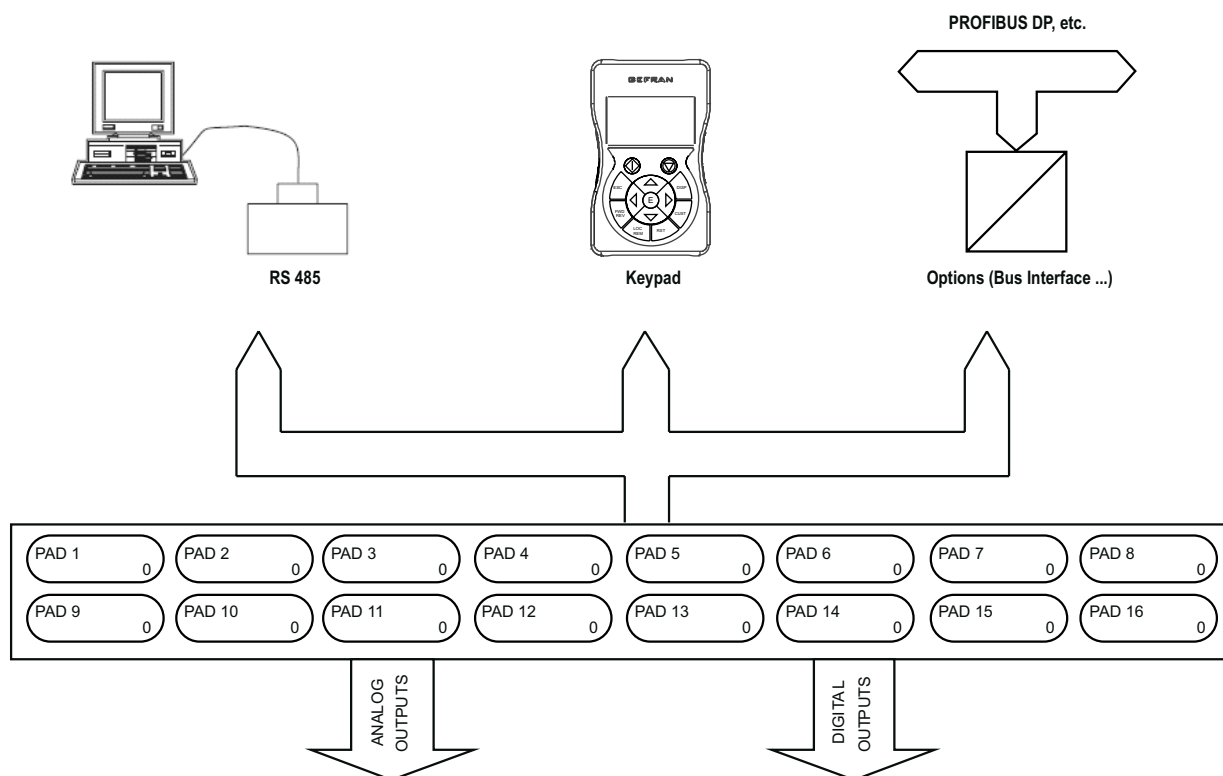 PROFIBUS DP, etc.
GEFRAN
ESC
DISP
E
FWD
REV
CUST
LOC
REM
RST
RS 485
Keypad
Options (Bus Interface ...)
PAD 1
0
PAD 2
0
PAD 3
0
PAD 4
0
PAD 5
0
PAD 6
0
PAD 7
0
PAD 8
0
PAD 9
0
PAD 10
0
PAD 11
0
PAD 12
0
PAD 13
0
PAD 14
0
PAD 15
0
PAD 16
0
ANALOG
OUTPUTS
DIGITAL
OUTPUTS